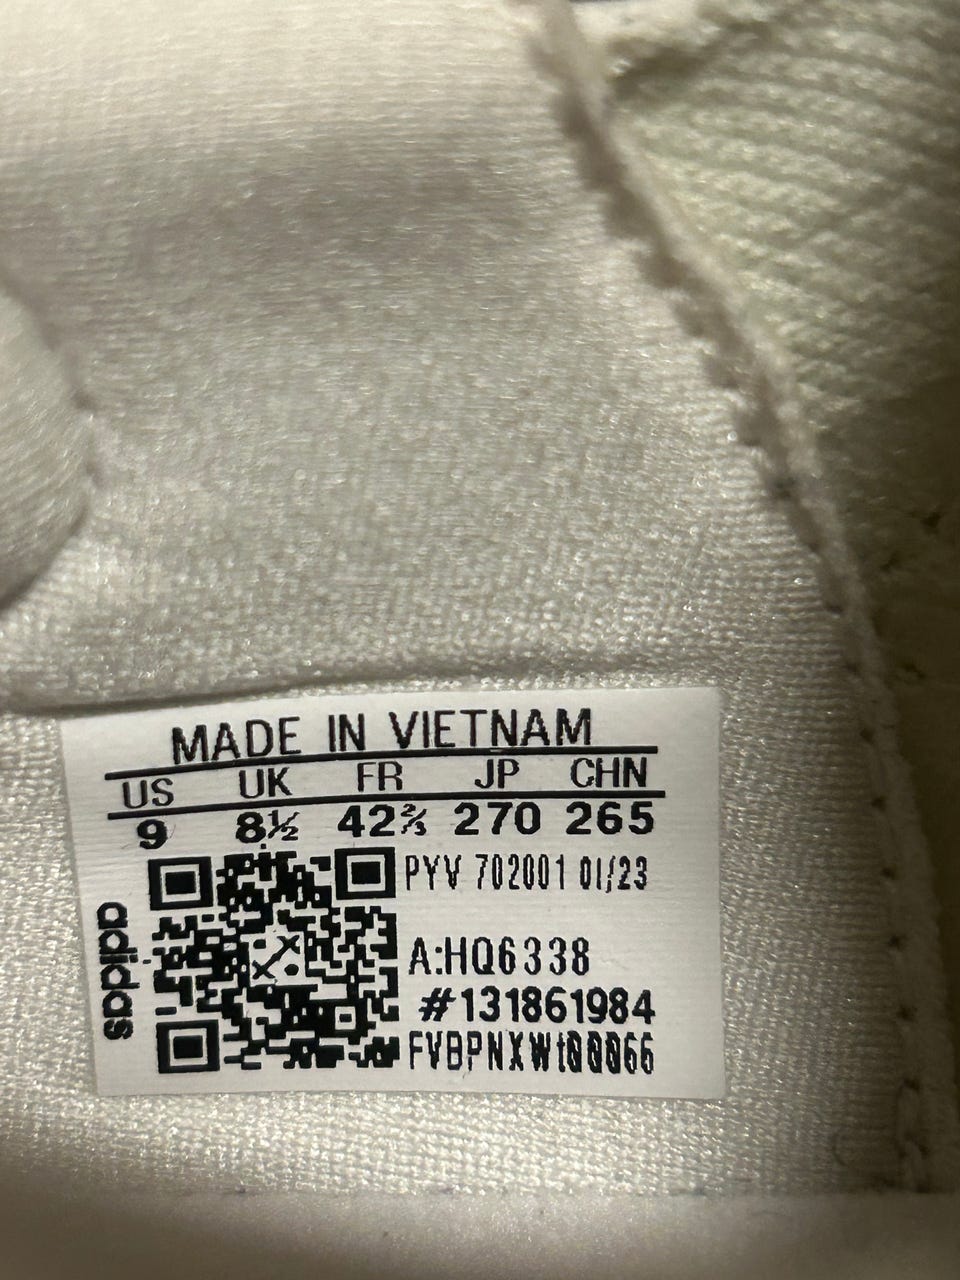 MADE IN VIETNAM
US UK FR JP CHN
9 8½ 42⅔ 270 265
PYV 702001 01/23
A:HQ6338
#131861984
FVBPNXWt00066
adidas